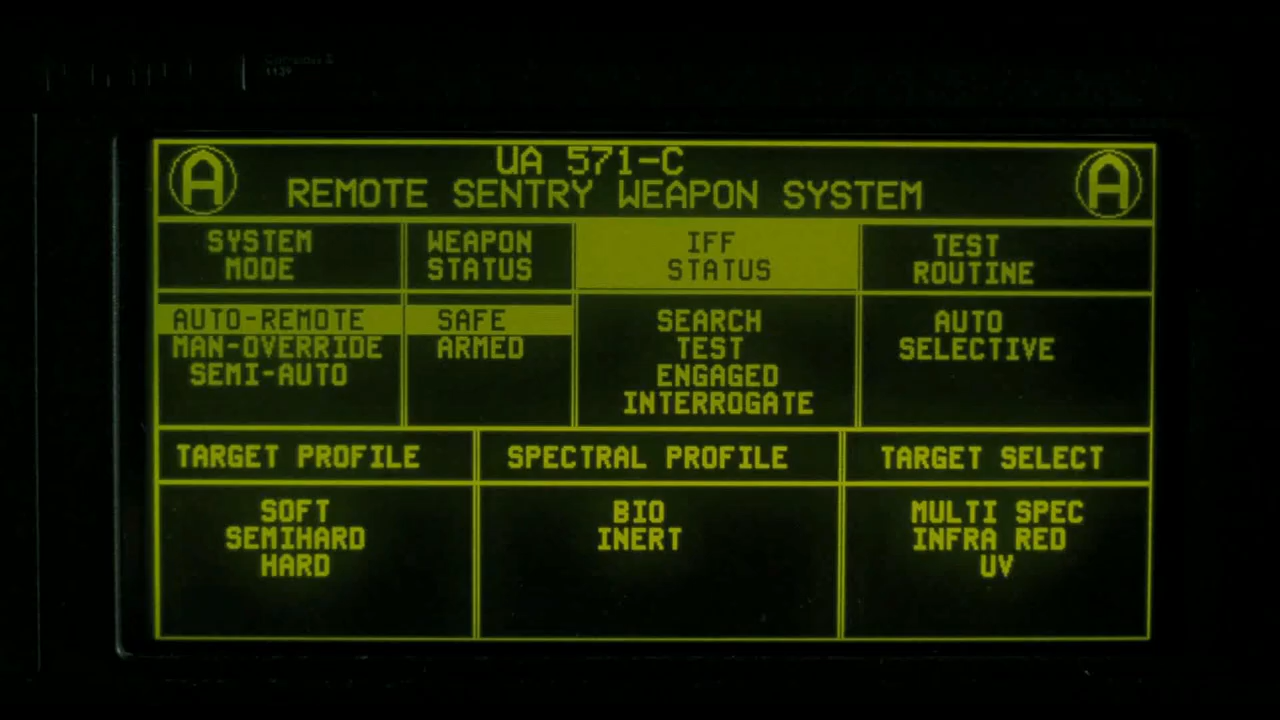 1139
UA 571-C
A
A
REMOTE SENTRY WEAPON SYSTEM
SYSTEM
MODE
WEAPON
STATUS
IFF
STATUS
TEST
ROUTINE
AUTO-REMOTE
MAN-OVERRIDE
SEMI-AUTO
SAFE
ARMED
SEARCH
TEST
ENGAGED
INTERROGATE
AUTO
SELECTIVE
TARGET PROFILE
SPECTRAL PROFILE
TARGET SELECT
SOFT
SEMIHARD
HARD
BIO
INERT
MULTI SPEC
INFRA RED
UV